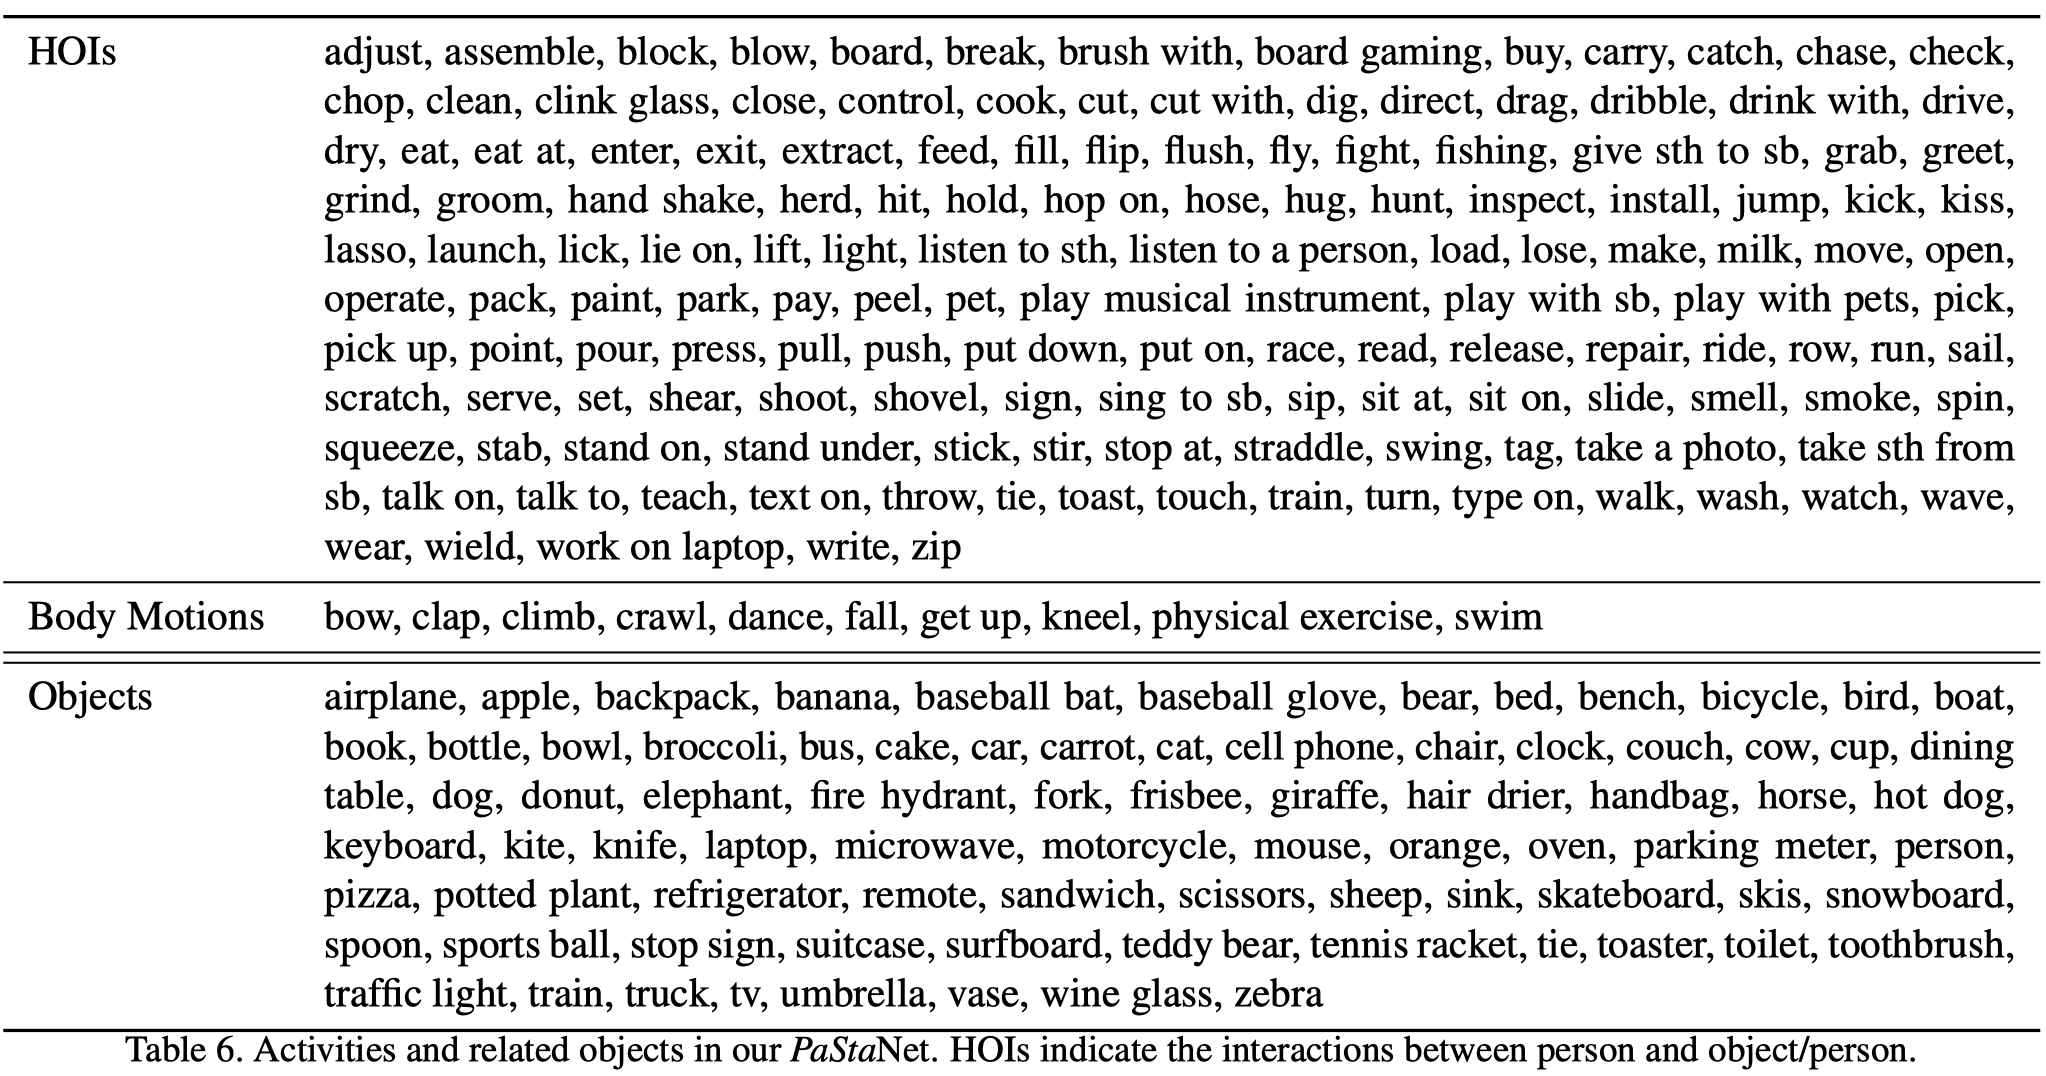 HOIs adjust, assemble, block, blow, board, break, brush with, board gaming, buy, carry, catch, chase, check,
chop, clean, clink glass, close, control, cook, cut, cut with, dig, direct, drag, dribble, drink with, drive,
dry, eat, eat at, enter, exit, extract, feed, fill, flip, flush, fly, fight, fishing, give sth to sb, grab, greet,
grind, groom, hand shake, herd, hit, hold, hop on, hose, hug, hunt, inspect, install, jump, kick, kiss,
lasso, launch, lick, lie on, lift, light, listen to sth, listen to a person, load, lose, make, milk, move, open,
operate, pack, paint, park, pay, peel, pet, play musical instrument, play with sb, play with pets, pick,
pick up, point, pour, press, pull, push, put down, put on, race, read, release, repair, ride, row, run, sail,
scratch, serve, set, shear, shoot, shovel, sign, sing to sb, sip, sit at, sit on, slide, smell, smoke, spin,
squeeze, stab, stand on, stand under, stick, stir, stop at, straddle, swing, tag, take a photo, take sth from
sb, talk on, talk to, teach, text on, throw, tie, toast, touch, train, turn, type on, walk, wash, watch, wave,
wear, wield, work on laptop, write, zip
Body Motions bow, clap, climb, crawl, dance, fall, get up, kneel, physical exercise, swim
Objects airplane, apple, backpack, banana, baseball bat, baseball glove, bear, bed, bench, bicycle, bird, boat,
book, bottle, bowl, broccoli, bus, cake, car, carrot, cat, cell phone, chair, clock, couch, cow, cup, dining
table, dog, donut, elephant, fire hydrant, fork, frisbee, giraffe, hair drier, handbag, horse, hot dog,
keyboard, kite, knife, laptop, microwave, motorcycle, mouse, orange, oven, parking meter, person,
pizza, potted plant, refrigerator, remote, sandwich, scissors, sheep, sink, skateboard, skis, snowboard,
spoon, sports ball, stop sign, suitcase, surfboard, teddy bear, tennis racket, tie, toaster, toilet, toothbrush,
traffic light, train, truck, tv, umbrella, vase, wine glass, zebra
Table 6. Activities and related objects in our PaStaNet. HOIs indicate the interactions between person and object/person.